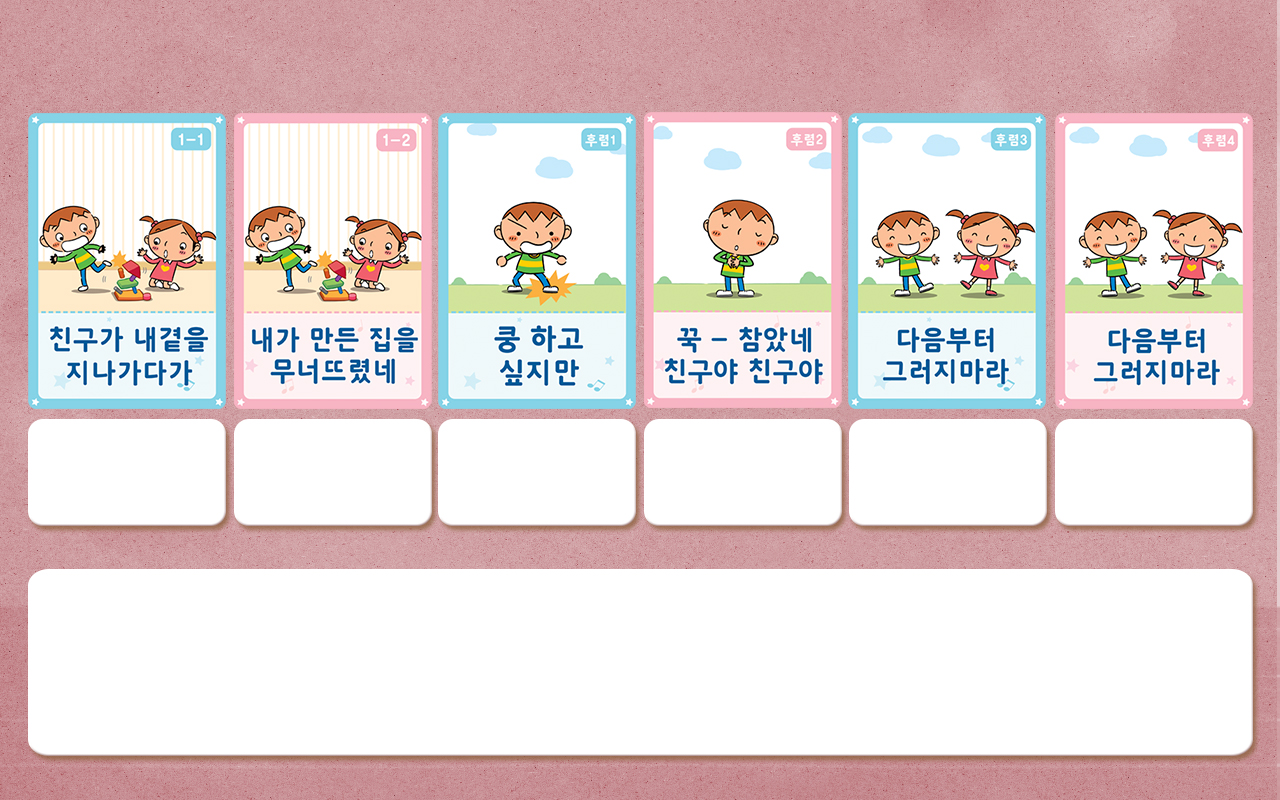 1-1
친구가 내곁을
지나가다가
1-2
내가 만든 집을
무너뜨렸네
후렴1
쿵 하고
싶지만
후렴2
꾹 - 참았네
친구야 친구야
후렴3
다음부터
그러지마라
후렴4
다음부터
그러지마라